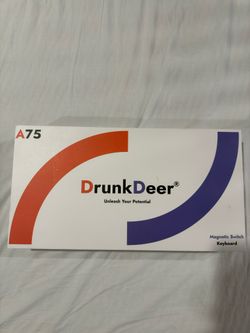 A75
DrunkDeer®
Unleash Your Potential
Magnetic Switch
Keyboard